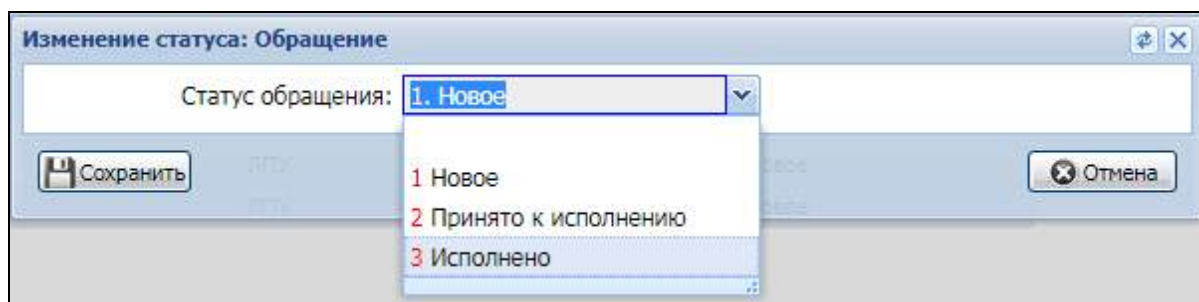 Изменение статуса: Обращение
Статус обращения: 1. Новое
1 Новое
2 Принято к исполнению
3 Исполнено
Сохранить
Отмена